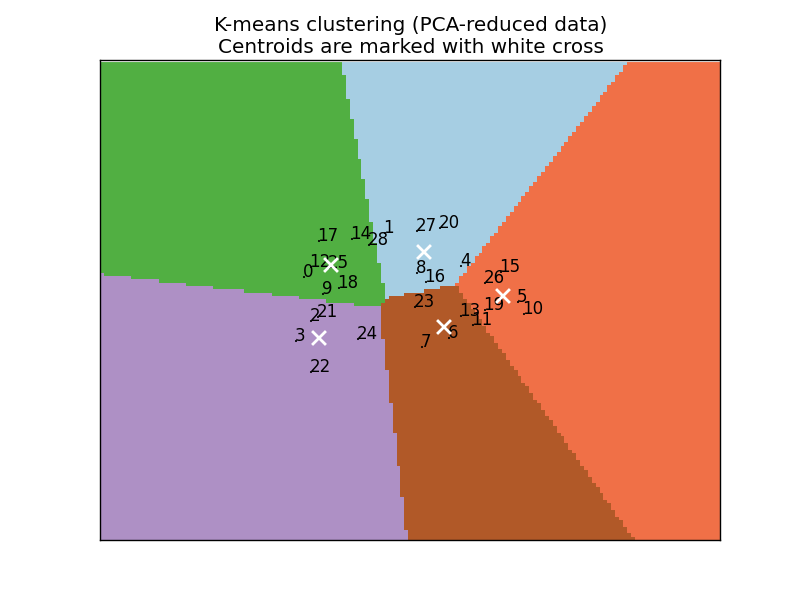 K-means clustering (PCA-reduced data)
Centroids are marked with white cross
27 20
1
17 14 28
4
12 25 8 15
0 16 26
9 18
23 19 5
2 21 13 10
11
3 24 7 6
22